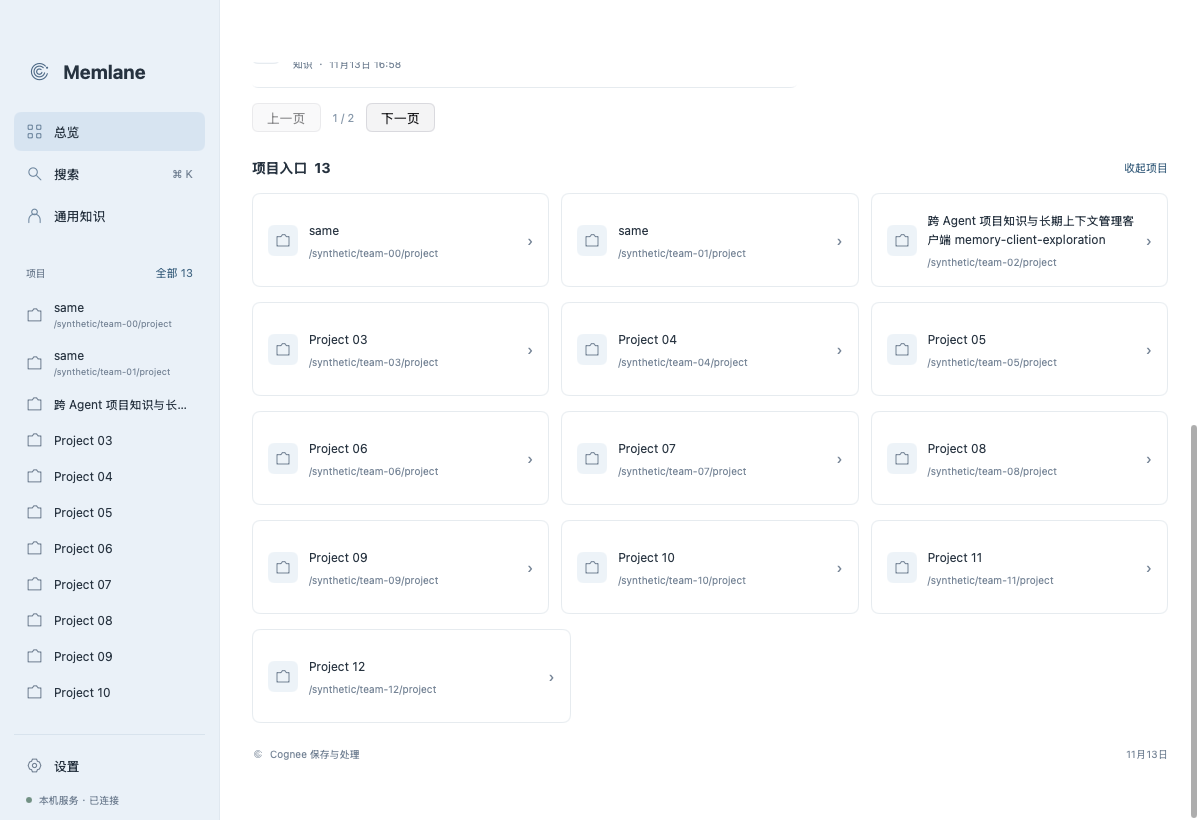 Memlane
总览
搜索 ⌘ K
通用知识
项目 全部 13
same
/synthetic/team-00/project
same
/synthetic/team-01/project
跨 Agent 项目知识与长...
Project 03
Project 04
Project 05
Project 06
Project 07
Project 08
Project 09
Project 10
设置
本机服务 · 已连接
知识 · 11月13日 16:58
上一页 1 / 2 下一页
项目入口 13 收起项目
same
/synthetic/team-00/project
same
/synthetic/team-01/project
跨 Agent 项目知识与长期上下文管理客
户端 memory-client-exploration
/synthetic/team-02/project
Project 03
/synthetic/team-03/project
Project 04
/synthetic/team-04/project
Project 05
/synthetic/team-05/project
Project 06
/synthetic/team-06/project
Project 07
/synthetic/team-07/project
Project 08
/synthetic/team-08/project
Project 09
/synthetic/team-09/project
Project 10
/synthetic/team-10/project
Project 11
/synthetic/team-11/project
Project 12
/synthetic/team-12/project
Cognee 保存与处理 11月13日